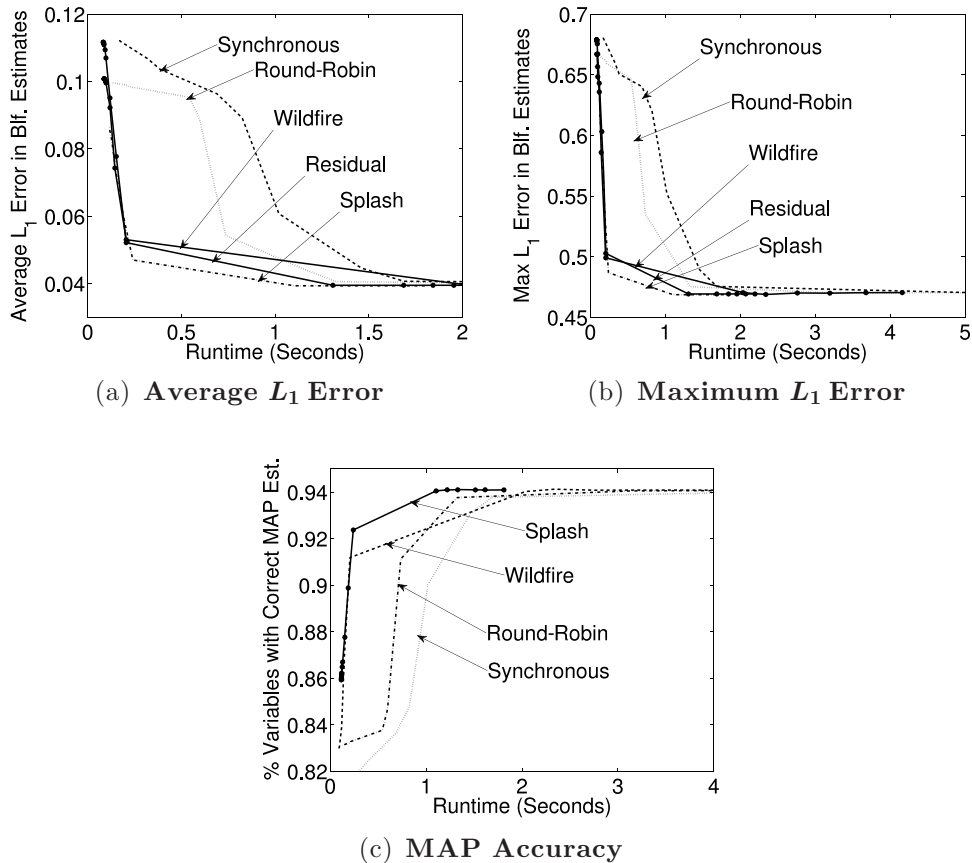 0.12
0.1
0.08
0.06
0.04
Average L1 Error in Blf. Estimates
Synchronous
Round-Robin
Wildfire
Residual
Splash
0 0.5 1 1.5 2
Runtime (Seconds)
(a) Average L1 Error
0.7
0.65
0.6
0.55
0.5
0.45
Max L1 Error in Blf. Estimates
Synchronous
Round-Robin
Wildfire
Residual
Splash
0 1 2 3 4 5
Runtime (Seconds)
(b) Maximum L1 Error
0.94
0.92
0.9
0.88
0.86
0.84
0.82
% Variables with Correct MAP Est.
Splash
Wildfire
Round-Robin
Synchronous
0 1 2 3 4
Runtime (Seconds)
(c) MAP Accuracy